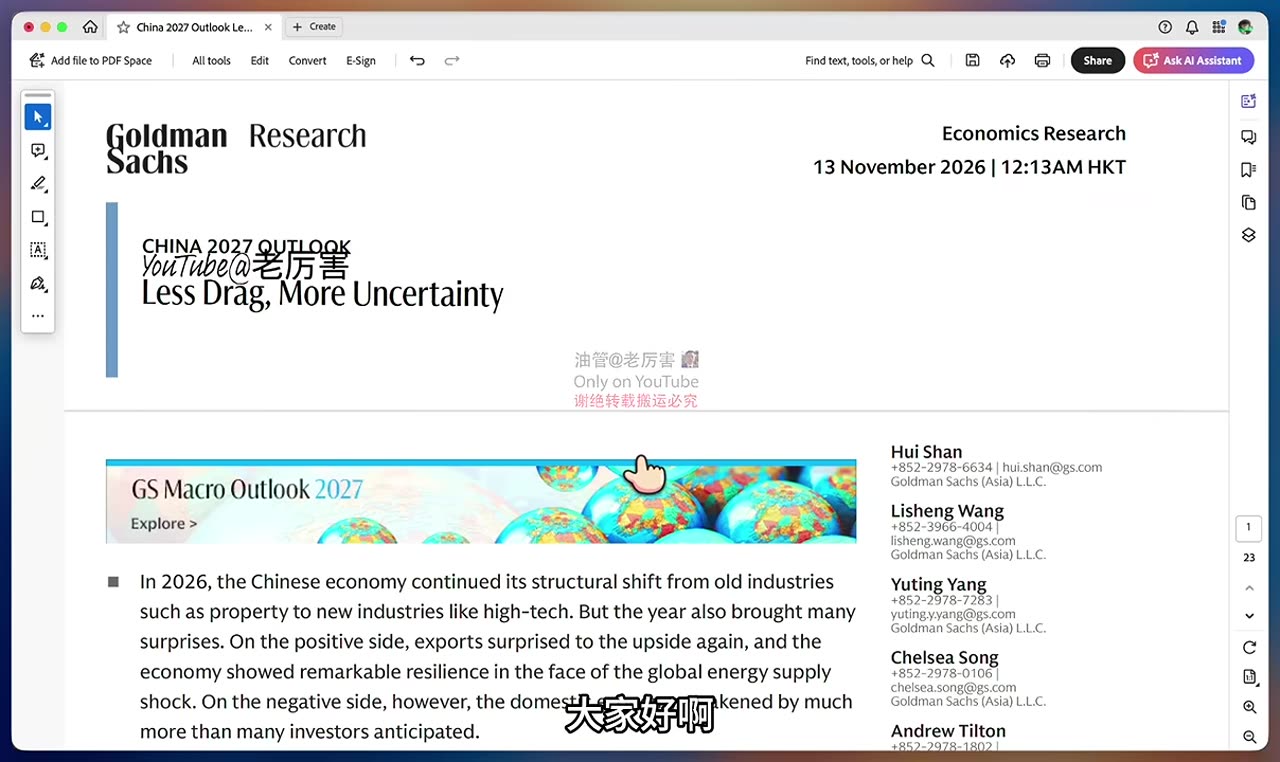 China 2027 Outlook Le...
Create
Add file to PDF Space
All tools
Edit
Convert
E-Sign
Find text, tools, or help
Share
Ask AI Assistant
Goldman
Sachs
Research
Economics Research
13 November 2026 | 12:13AM HKT
CHINA 2027 OUTLOOK
YouTube@老厉害
Less Drag, More Uncertainty
油管@老厉害
Only on YouTube
谢绝转载搬运必究
GS Macro Outlook 2027
Explore >
In 2026, the Chinese economy continued its structural shift from old industries
such as property to new industries like high-tech. But the year also brought many
surprises. On the positive side, exports surprised to the upside again, and the
economy showed remarkable resilience in the face of the global energy supply
shock. On the negative side, however, the domest kened by much
more than many investors anticipated.
大家好啊
Hui Shan
+852-2978-6634 | hui.shan@gs.com
Goldman Sachs (Asia) L.L.C.
Lisheng Wang
+852-3966-4004 |
lisheng.wang@gs.com
Goldman Sachs (Asia) L.L.C.
Yuting Yang
+852-2978-7283 |
yuting.y.yang@gs.com
Goldman Sachs (Asia) L.L.C.
Chelsea Song
+852-2978-0106 |
chelsea.song@gs.com
Goldman Sachs (Asia) L.L.C.
Andrew Tilton
+852-2978-1802 |
1
23